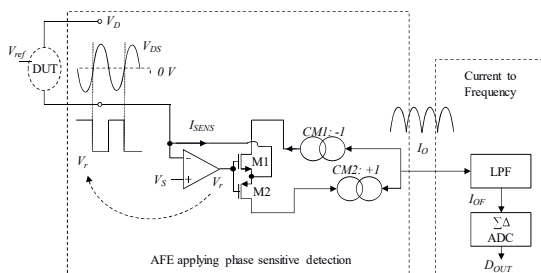 V_D
V_ref
DUT
V_DS
0 V
I_SENS
V_r
V_S
V_r
M1
M2
CM1: -1
CM2: +1
I_O
Current to
Frequency
LPF
I_OF
∑Δ
ADC
D_OUT
AFE applying phase sensitive detection